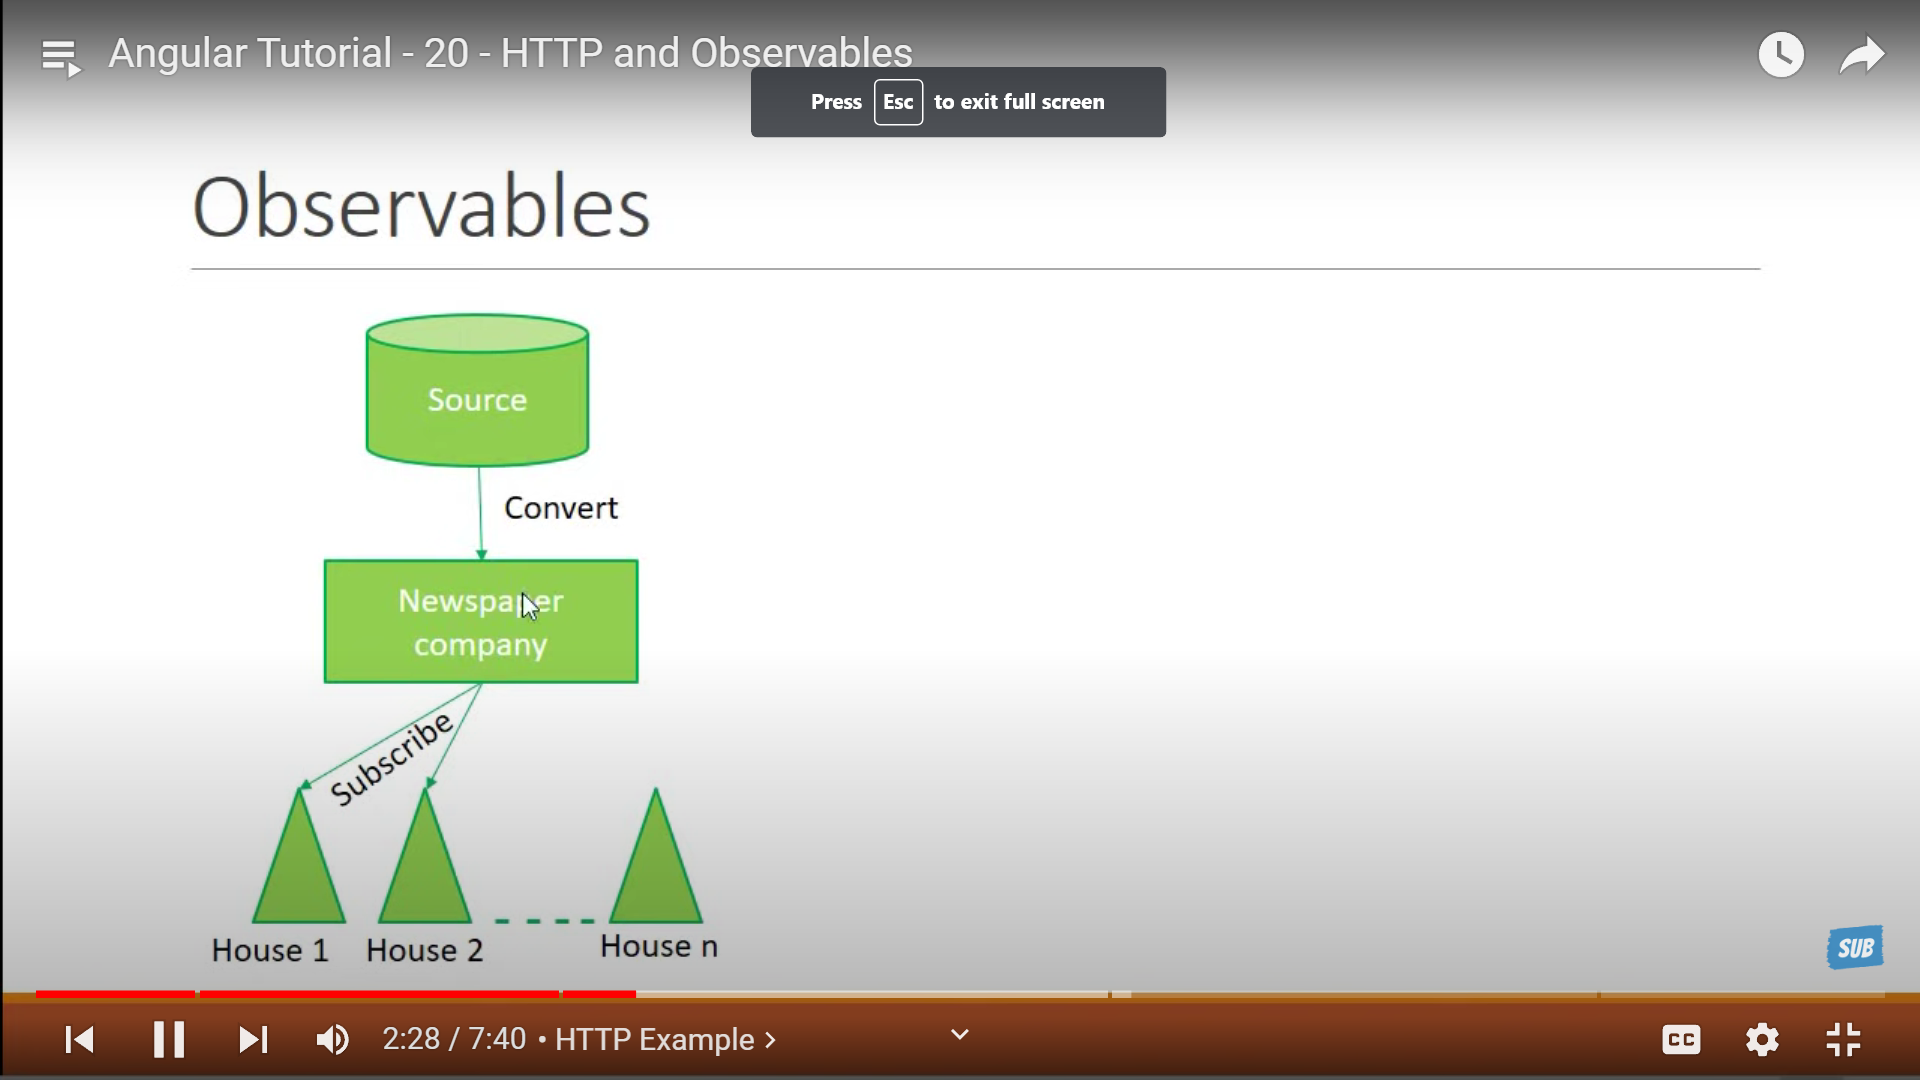 Angular Tutorial - 20 - HTTP and Observables
Press Esc to exit full screen
Observables
Source
Convert
Newspaper
company
Subscribe
House 1 House 2 House n
SUB
2:28 / 7:40 • HTTP Example >
CC